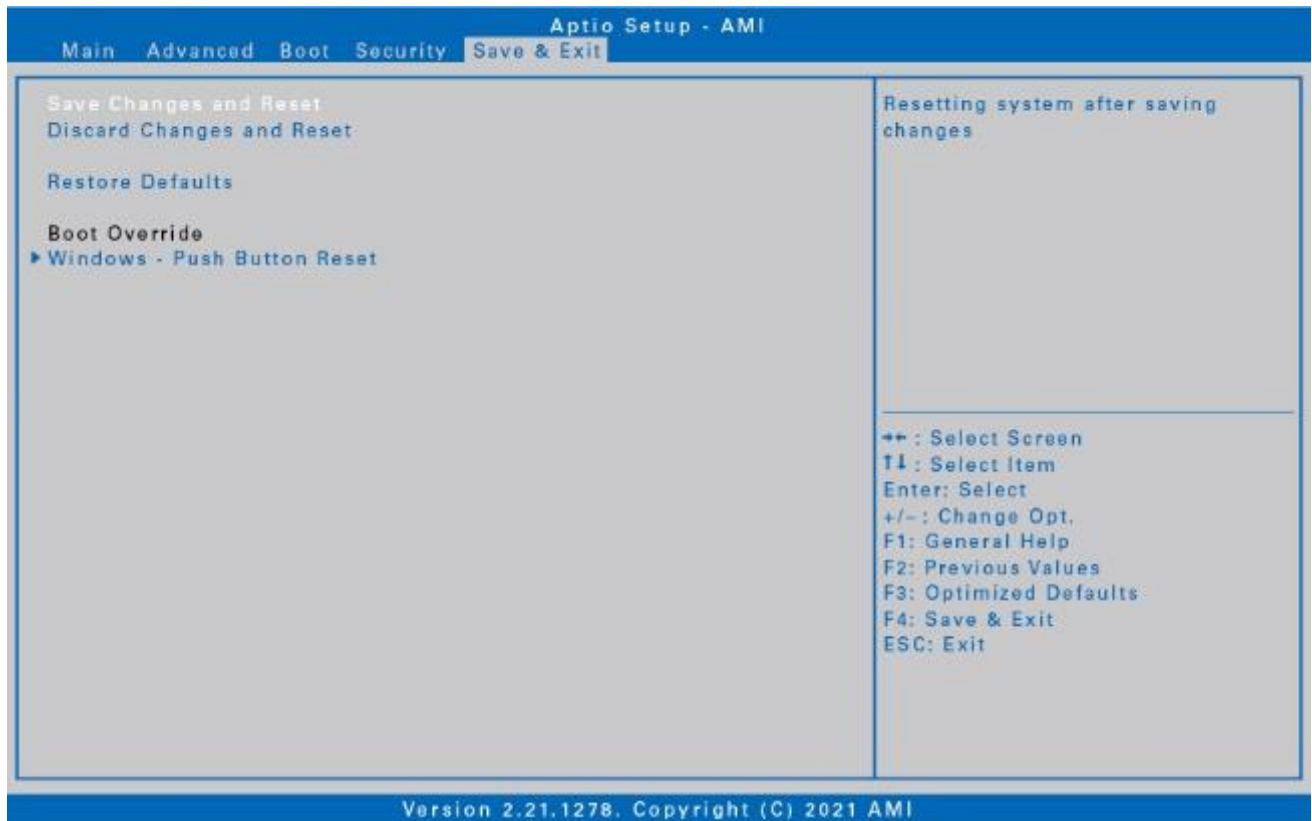 Aptio Setup - AMI
Main Advanced Boot Security Save & Exit
Save Changes and Reset
Discard Changes and Reset
Restore Defaults
Boot Override
Windows - Push Button Reset
Resetting system after saving
changes
→← : Select Screen
↑↓ : Select Item
Enter: Select
+/– : Change Opt.
F1: General Help
F2: Previous Values
F3: Optimized Defaults
F4: Save & Exit
ESC: Exit
Version 2.21.1278. Copyright (C) 2021 AMI